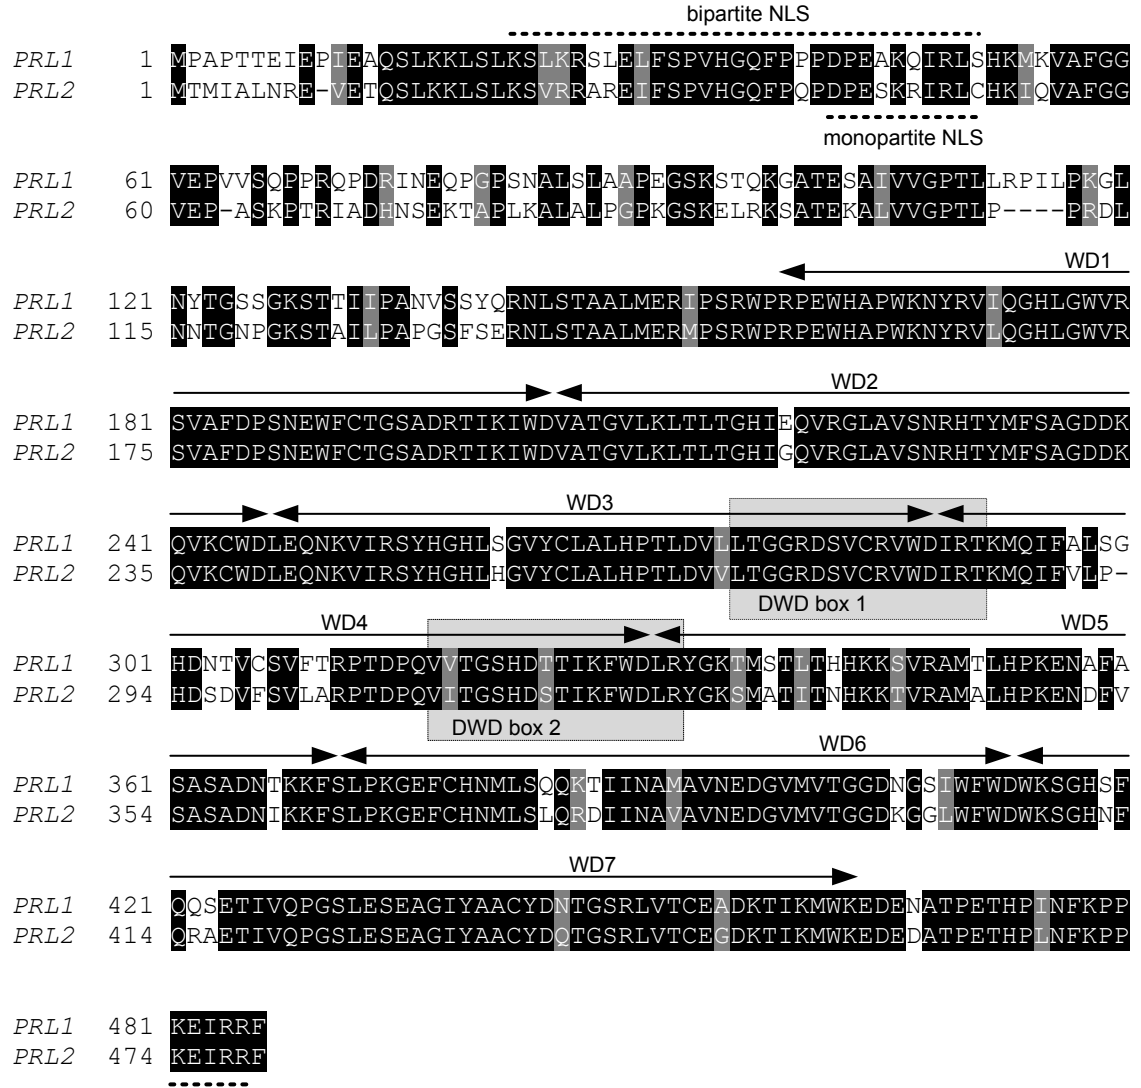 bipartite NLS
PRL1 1 MPAPTTEIEPIEAQSLKKLSLKSLKRSLELFSPVHGQFPPPDPEAKQIRLSHKMKVAFGG
PRL2 1 MTMIALNRE-VETQSLKKLSLKSVRRAREIFSPVHGQFPQPDPESKRIRLCHKIQVAFGG
monopartite NLS
PRL1 61 VEPVVSQPPRQPDRINEQPGPSNALSLAAPEGSKSTQKGATESAIVVGPTLLRPILPKGL
PRL2 60 VEP-ASKPTRIADHNSEKTAPLKALALPGPKGSKELRKSATEKALVVGPTLP----PRDL
WD1
PRL1 121 NYTGSSGKSTTIIPANVSSYQRNLSTAALMERIPSRWPRPEWHAPWKNYRVIQGHLGWVR
PRL2 115 NNTGNPGKSTAILPAPGSFSERNLSTAALMERMPSRWPRPEWHAPWKNYRVLQGHLGWVR
WD2
PRL1 181 SVAFDPSNEWFCTGSADRTIKIWDVATGVLKLTLTGHIEQVRGLAVSNRHTYMFSAGDDK
PRL2 175 SVAFDPSNEWFCTGSADRTIKIWDVATGVLKLTLTGHIGQVRGLAVSNRHTYMFSAGDDK
WD3
PRL1 241 QVKCWDLEQNKVIRSYHGHLSGVYCLALHPTLDVLLTGGRDSVCRVWDIRTKMQIFALSG
PRL2 235 QVKCWDLEQNKVIRSYHGHLHGVYCLALHPTLDVVLTGGRDSVCRVWDIRTKMQIFVLP-
DWD box 1
WD4 WD5
PRL1 301 HDNTVCSVFTRPTDPQVVTGSHDTTIKFWDLRYGKTMSTLTHHKKSVRAMTLHPKENAFA
PRL2 294 HDSDVFSVLARPTDPQVITGSHDSTIKFWDLRYGKSMATITNHKKTVRAMALHPKENDFV
DWD box 2
WD6
PRL1 361 SASADNTKKFSLPKGEFCHNMLSQQKTIINAMAVNEDGVMVTGGDNGSIWFWDWKSGHSF
PRL2 354 SASADNIKKFSLPKGEFCHNMLSLQRDIINAVAVNEDGVMVTGGDKGGLWFWDWKSGHNF
WD7
PRL1 421 QQSETIVQPGSLESEAGIYAACYDNTGSRLVTCEADKTIKMWKEDENATPETHPINFKPP
PRL2 414 QRAETIVQPGSLESEAGIYAACYDQTGSRLVTCEGDKTIKMWKEDEDATPETHPLNFKPP
PRL1 481 KEIRRF
PRL2 474 KEIRRF